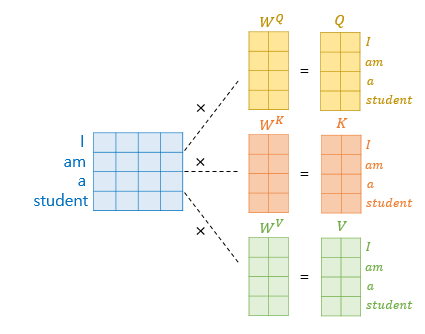 I
am
a
student
×
×
×
W^Q
=
Q
I
am
a
student
W^K
=
K
I
am
a
student
W^V
=
V
I
am
a
student